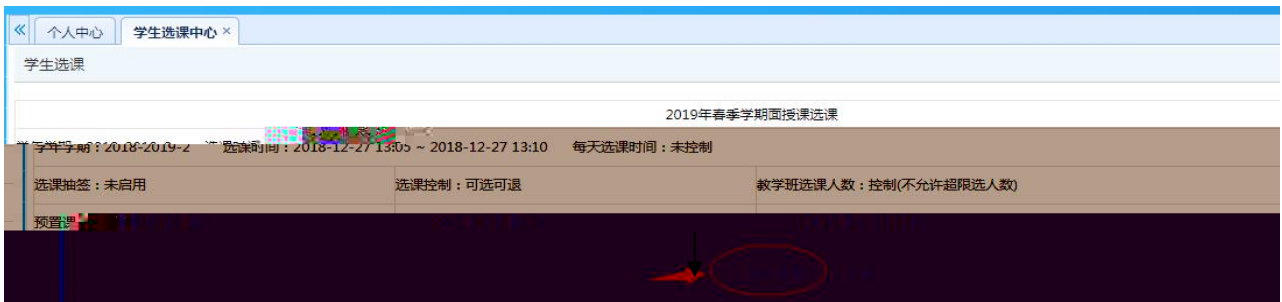 个人中心 学生选课中心 ×
学生选课
2019年春季学期面授课选课
学年学期：2018-2019-2 选课时间：2018-12-27 13:05 ~ 2018-12-27 13:10 每天选课时间：未控制
选课抽签：未启用 选课控制：可选可退 教学班选课人数：控制(不允许超限选人数)
预置课